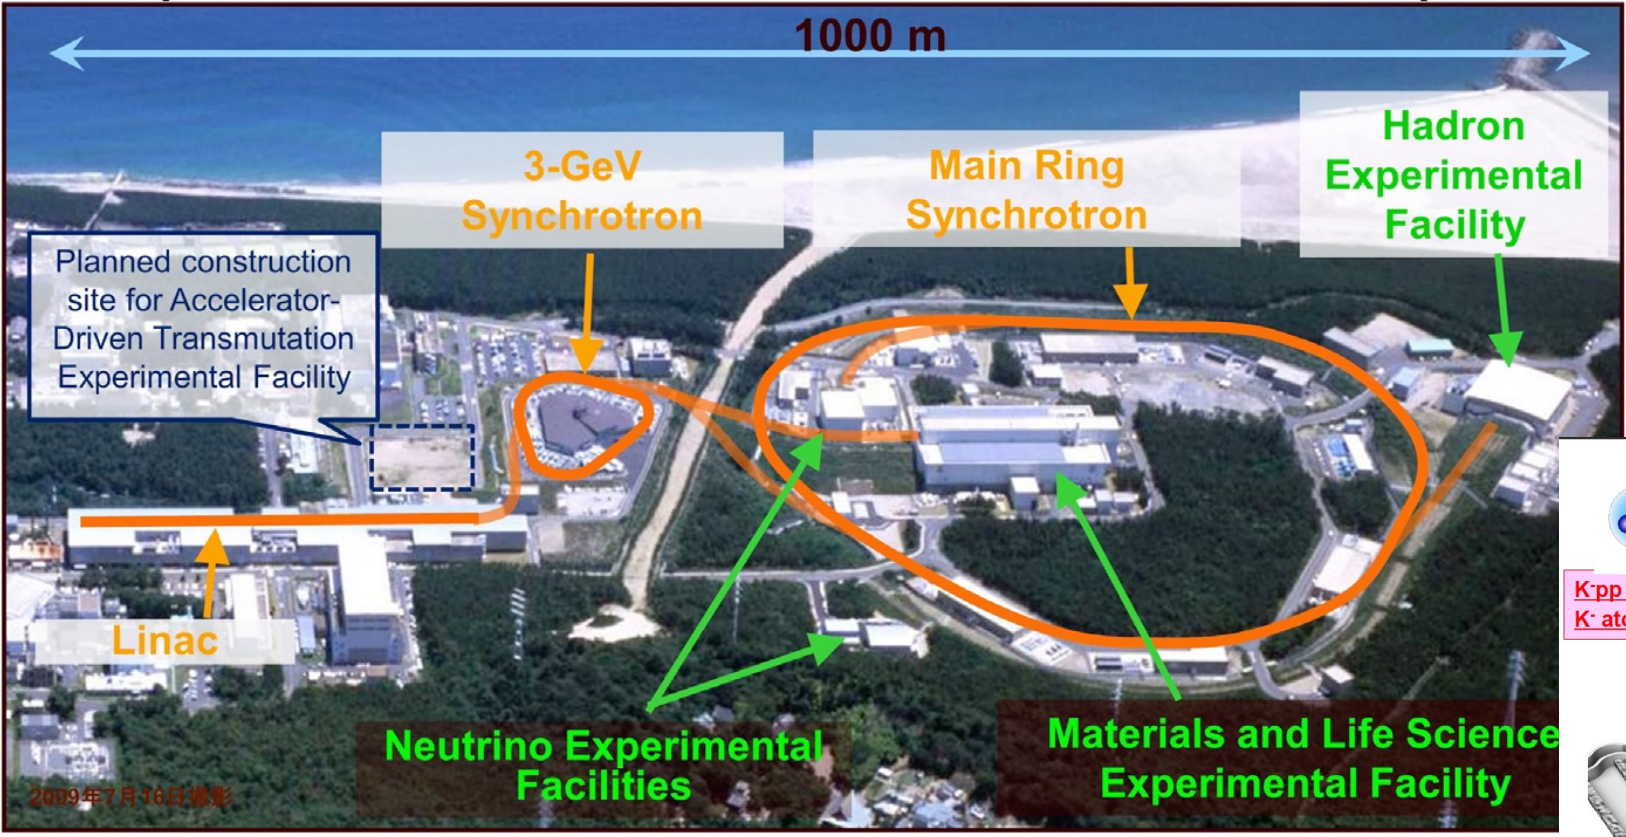 1000 m
3-GeV
Synchrotron
Main Ring
Synchrotron
Hadron
Experimental
Facility
Planned construction
site for Accelerator-
Driven Transmutation
Experimental Facility
Linac
Neutrino Experimental
Facilities
Materials and Life Science
Experimental Facility
2009年7月16日撮影
K⁻pp
K⁻